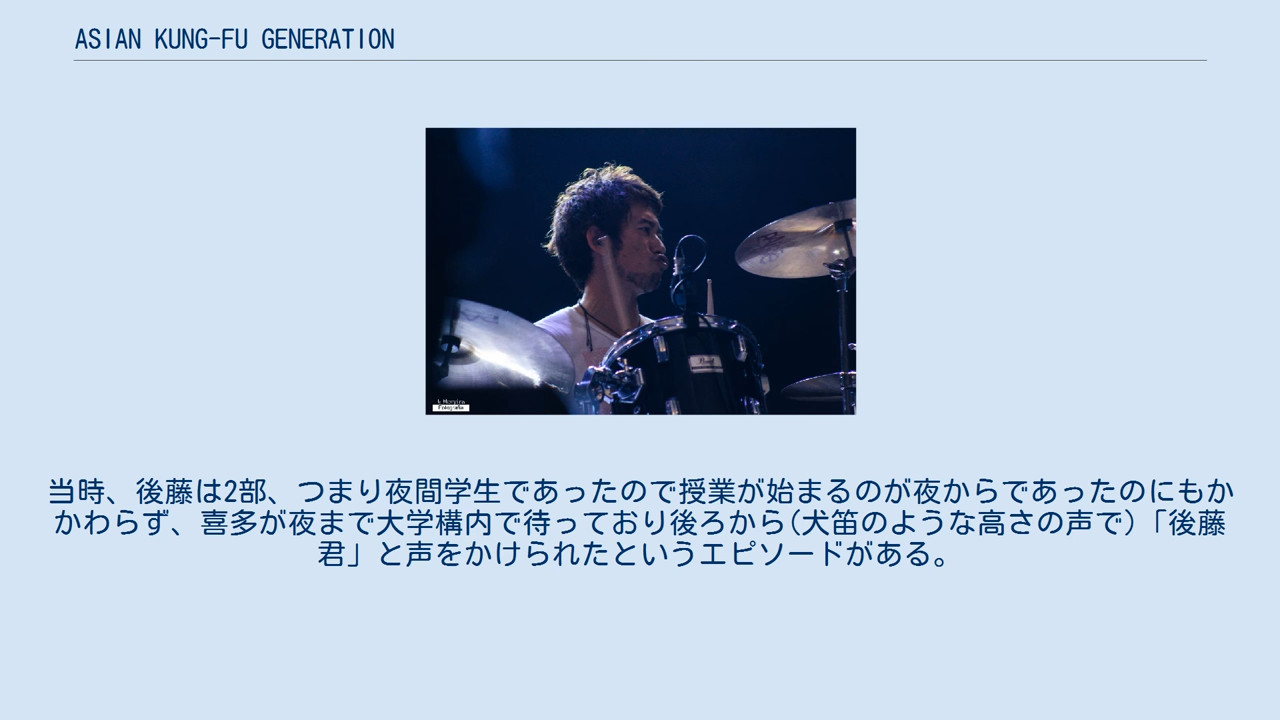 ASIAN KUNG-FU GENERATION
Pearl
Fotografia
当時、後藤は2部、つまり夜間学生であったので授業が始まるのが夜からであったのにもか
かわらず、喜多が夜まで大学構内で待っており後ろから(犬笛のような高さの声で)「後藤
君」と声をかけられたというエピソードがある。